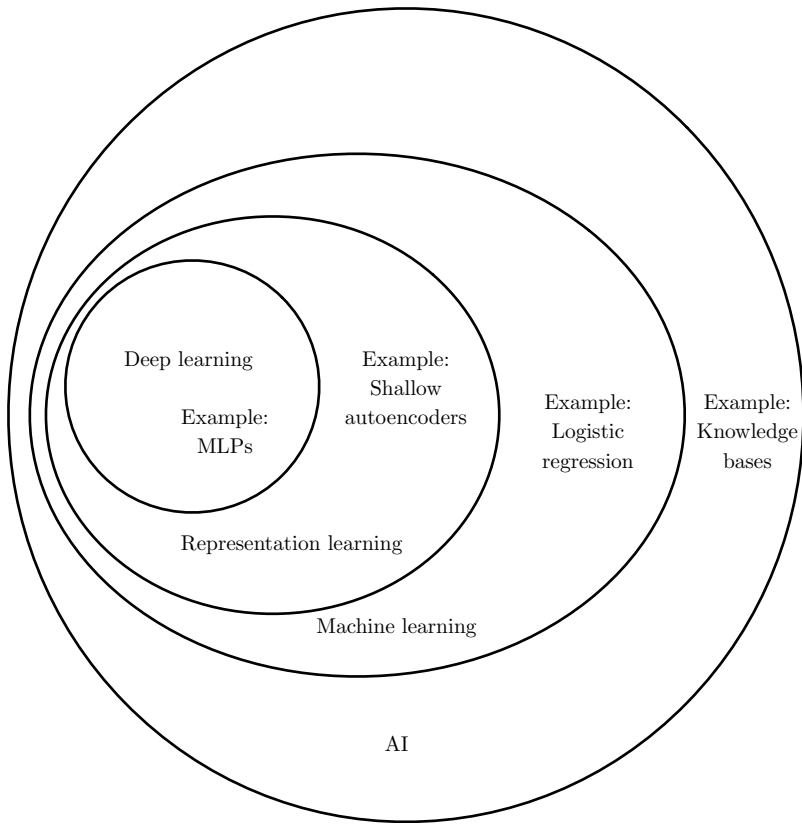 Deep learning
Example:
MLPs
Example:
Shallow
autoencoders
Example:
Logistic
regression
Example:
Knowledge
bases
Representation learning
Machine learning
AI